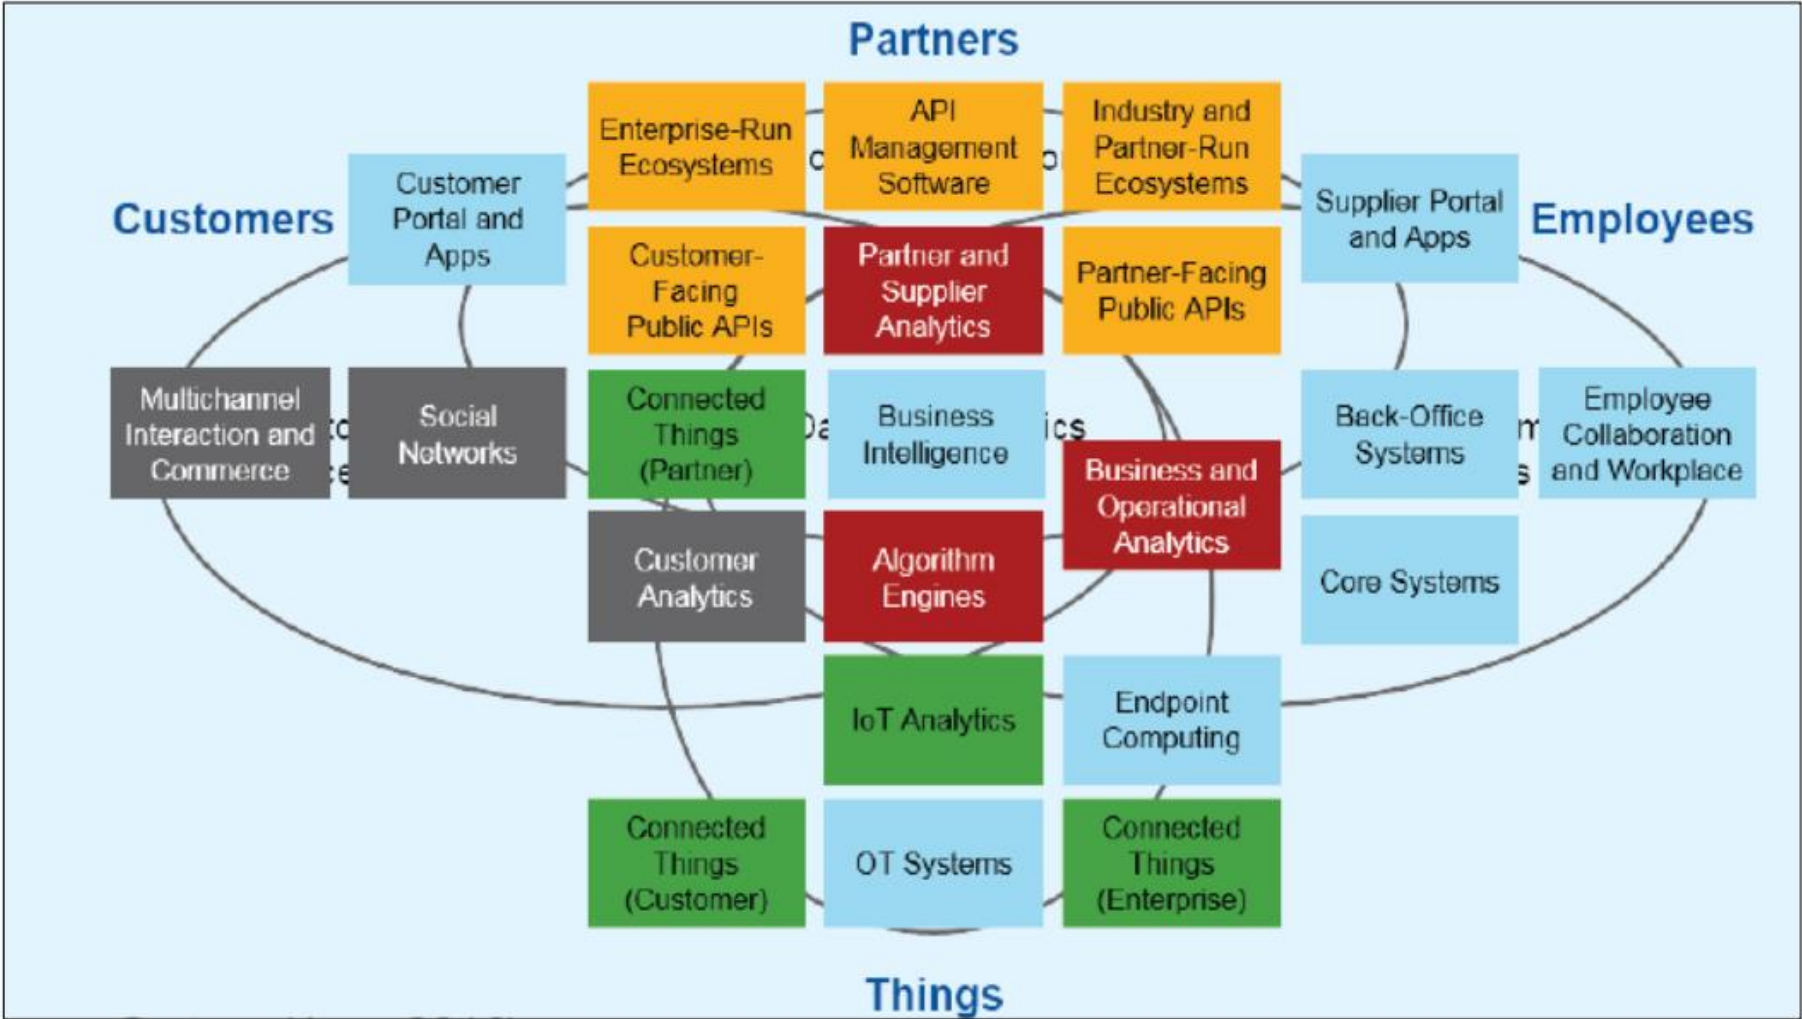 Partners
Enterprise-Run
Ecosystems
API
Management
Software
Industry and
Partner-Run
Ecosystems
Customers
Customer
Portal and
Apps
Supplier Portal
and Apps
Employees
Customer-
Facing
Public APIs
Partner and
Supplier
Analytics
Partner-Facing
Public APIs
Multichannel
Interaction and
Commerce
Social
Networks
Connected
Things
(Partner)
Business
Intelligence
Business and
Operational
Analytics
Back-Office
Systems
Employee
Collaboration
and Workplace
Customer
Analytics
Algorithm
Engines
Core Systems
IoT Analytics
Endpoint
Computing
Connected
Things
(Customer)
OT Systems
Connected
Things
(Enterprise)
Things